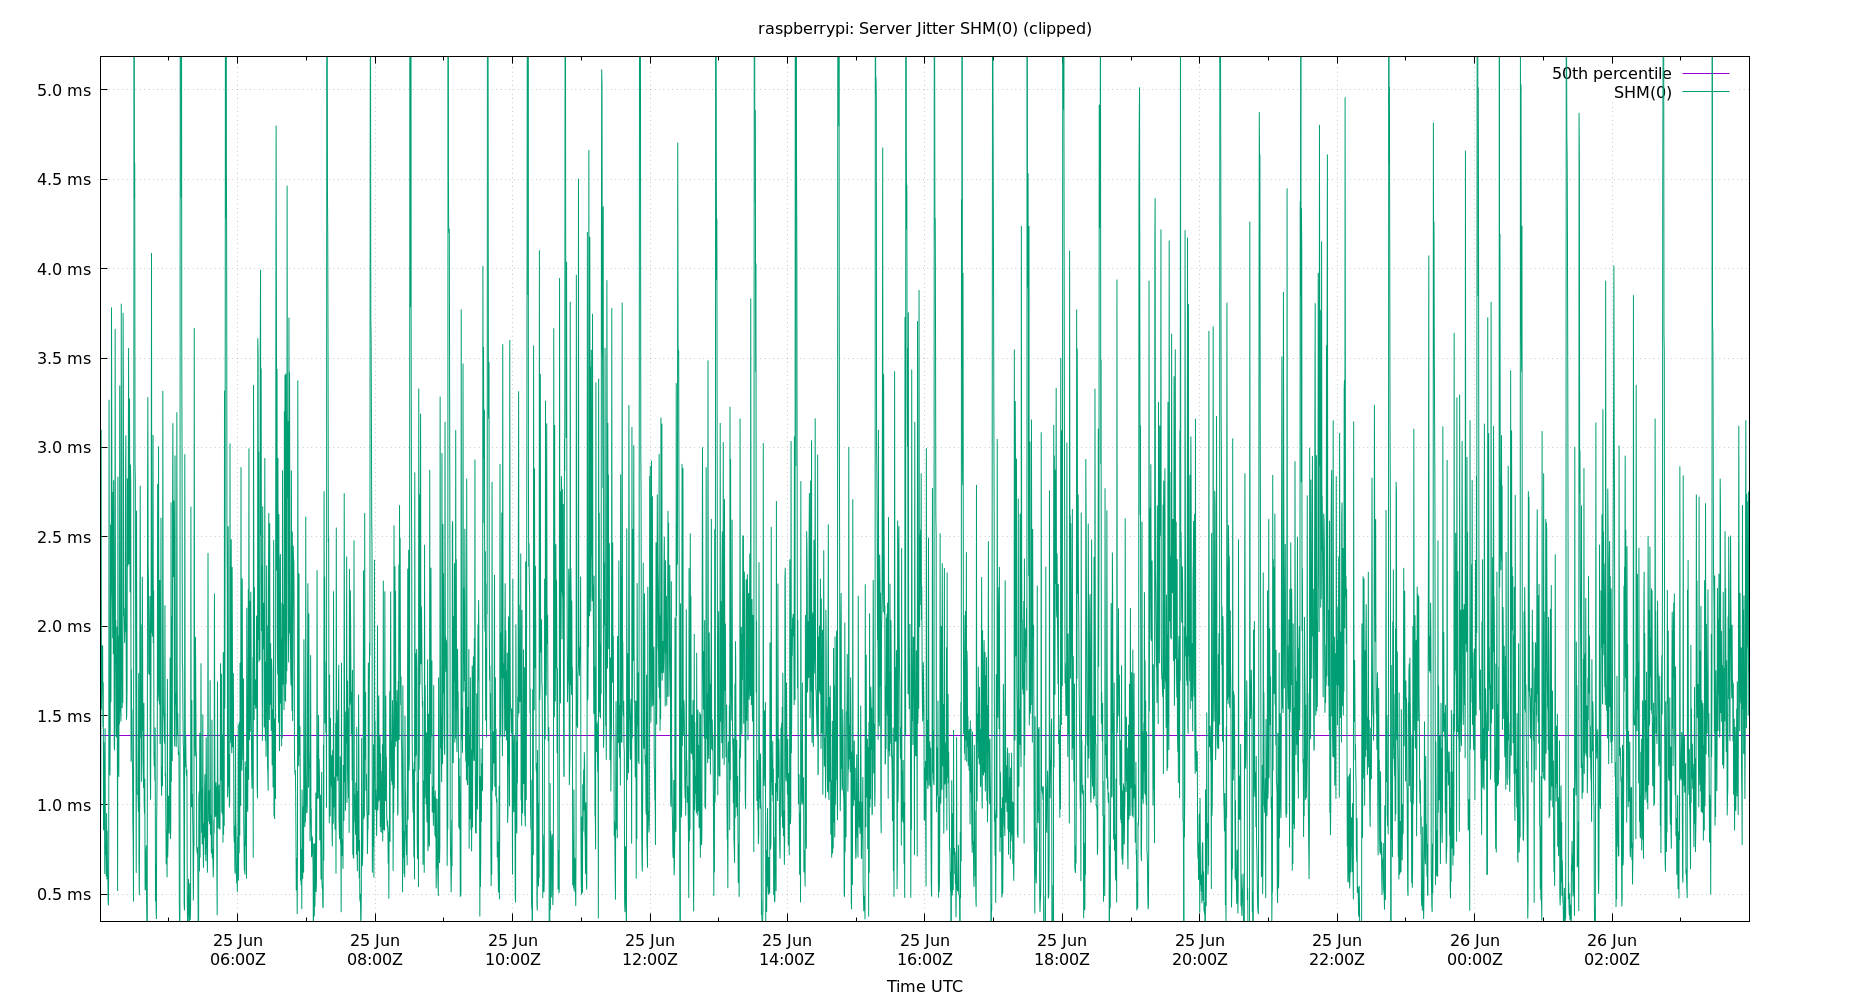 raspberrypi: Server Jitter SHM(0) (clipped)
50th percentile
SHM(0)
5.0 ms
4.5 ms
4.0 ms
3.5 ms
3.0 ms
2.5 ms
2.0 ms
1.5 ms
1.0 ms
0.5 ms
25 Jun 25 Jun 25 Jun 25 Jun 25 Jun 25 Jun 25 Jun 25 Jun 25 Jun 26 Jun 26 Jun
06:00Z 08:00Z 10:00Z 12:00Z 14:00Z 16:00Z 18:00Z 20:00Z 22:00Z 00:00Z 02:00Z
Time UTC